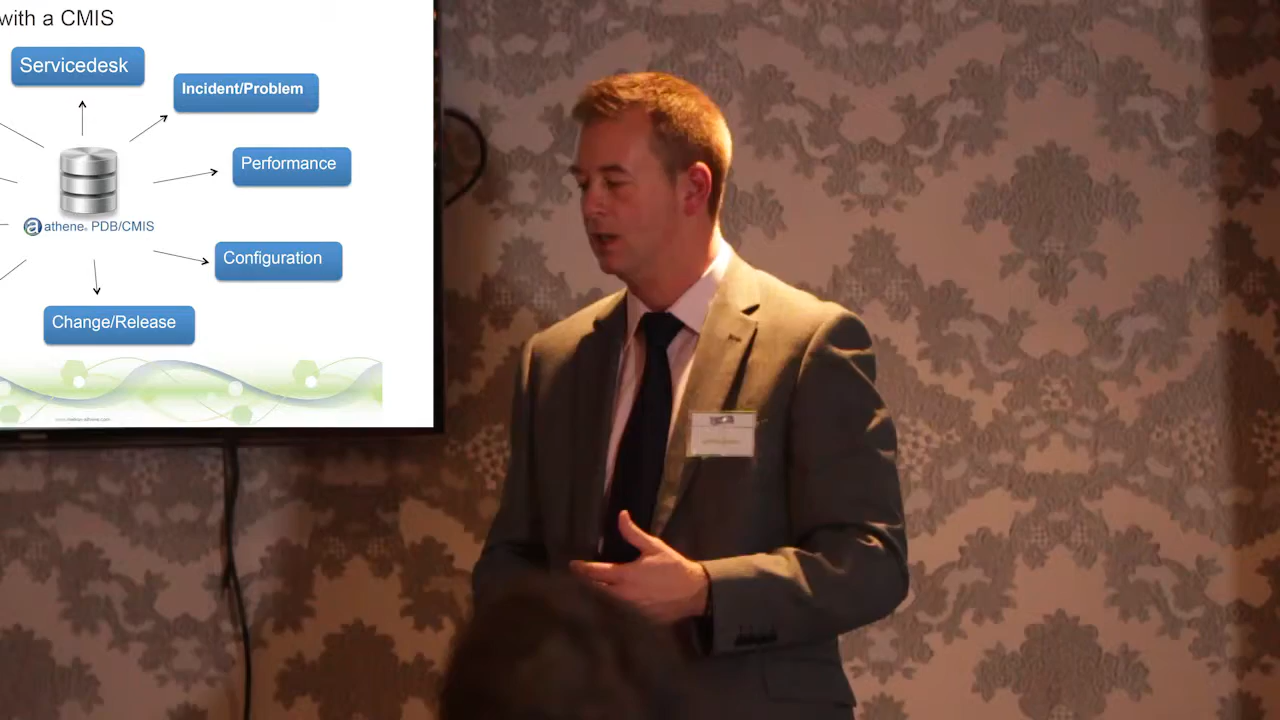 with a CMIS
Servicedesk
Incident/Problem
Performance
athene® PDB/CMIS
Configuration
Change/Release